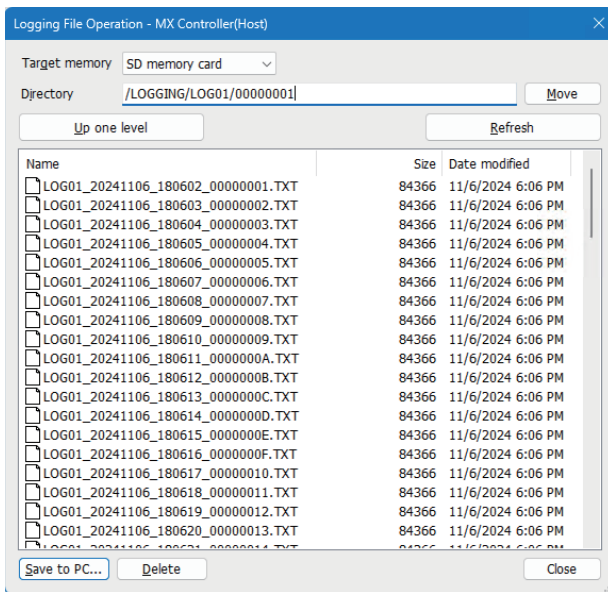 Logging File Operation - MX Controller(Host)
Target memory SD memory card
Directory /LOGGING/LOG01/00000001 Move
Up one level Refresh
Name Size Date modified
LOG01_20241106_180602_00000001.TXT 84366 11/6/2024 6:06 PM
LOG01_20241106_180603_00000002.TXT 84366 11/6/2024 6:06 PM
LOG01_20241106_180604_00000003.TXT 84366 11/6/2024 6:06 PM
LOG01_20241106_180605_00000004.TXT 84366 11/6/2024 6:06 PM
LOG01_20241106_180606_00000005.TXT 84366 11/6/2024 6:06 PM
LOG01_20241106_180607_00000006.TXT 84366 11/6/2024 6:06 PM
LOG01_20241106_180608_00000007.TXT 84366 11/6/2024 6:06 PM
LOG01_20241106_180609_00000008.TXT 84366 11/6/2024 6:06 PM
LOG01_20241106_180610_00000009.TXT 84366 11/6/2024 6:06 PM
LOG01_20241106_180611_0000000A.TXT 84366 11/6/2024 6:06 PM
LOG01_20241106_180612_0000000B.TXT 84366 11/6/2024 6:06 PM
LOG01_20241106_180613_0000000C.TXT 84366 11/6/2024 6:06 PM
LOG01_20241106_180614_0000000D.TXT 84366 11/6/2024 6:06 PM
LOG01_20241106_180615_0000000E.TXT 84366 11/6/2024 6:06 PM
LOG01_20241106_180616_0000000F.TXT 84366 11/6/2024 6:06 PM
LOG01_20241106_180617_00000010.TXT 84366 11/6/2024 6:06 PM
LOG01_20241106_180618_00000011.TXT 84366 11/6/2024 6:06 PM
LOG01_20241106_180619_00000012.TXT 84366 11/6/2024 6:06 PM
LOG01_20241106_180620_00000013.TXT 84366 11/6/2024 6:06 PM
Save to PC... Delete Close